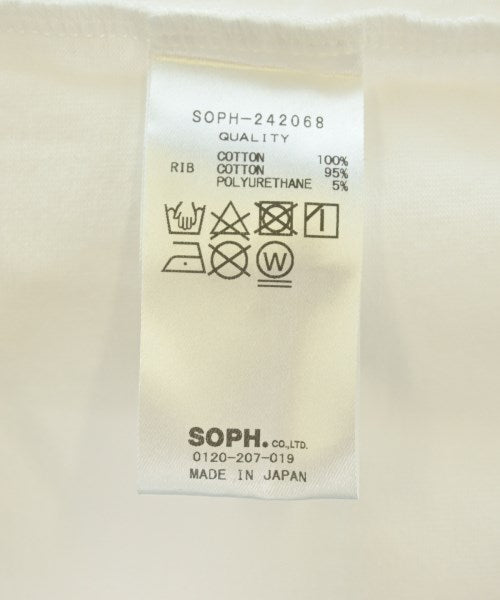 SOPH-242068
QUALITY
COTTON 100%
RIB COTTON 95%
POLYURETHANE 5%
W
SOPH. CO.,LTD.
0120-207-019
MADE IN JAPAN